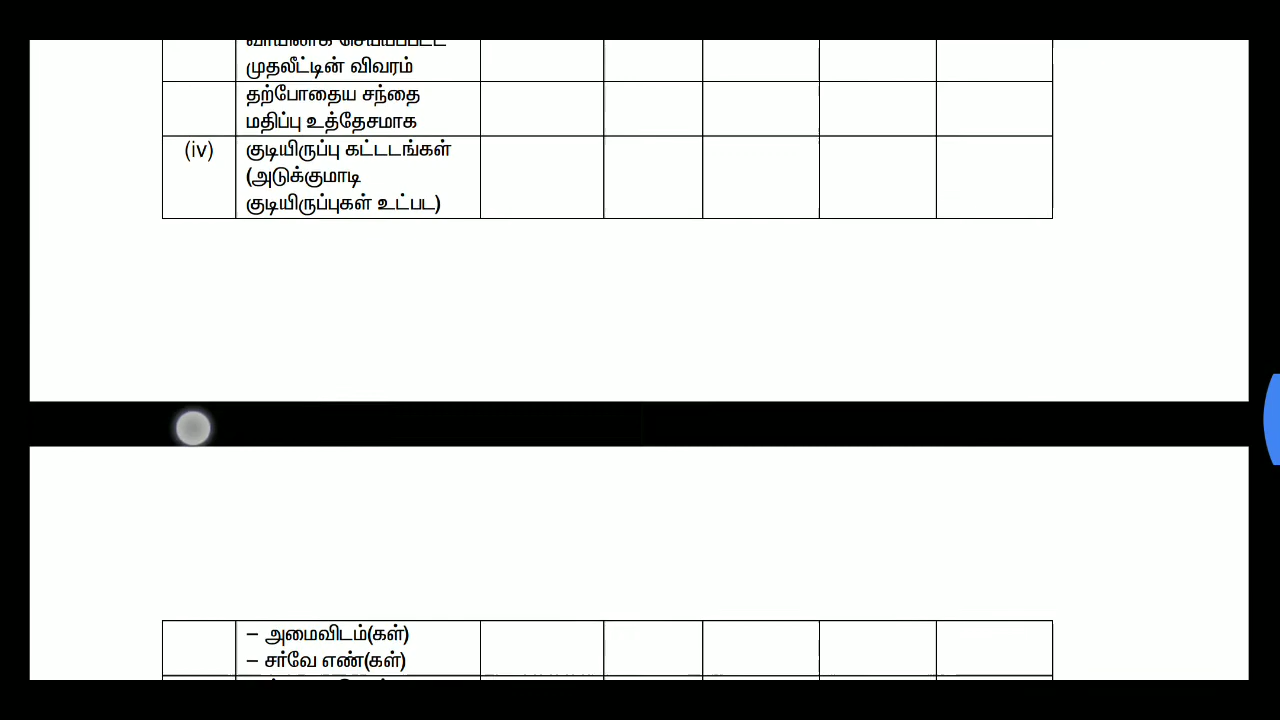 முதலீட்டின் விவரம்
தற்போதைய சந்தை
மதிப்பு உத்தேசமாக
(iv) குடியிருப்பு கட்டடங்கள்
(அடுக்குமாடி
குடியிருப்புகள் உட்பட)
– அமைவிடம்(கள்)
– சர்வே எண்(கள்)